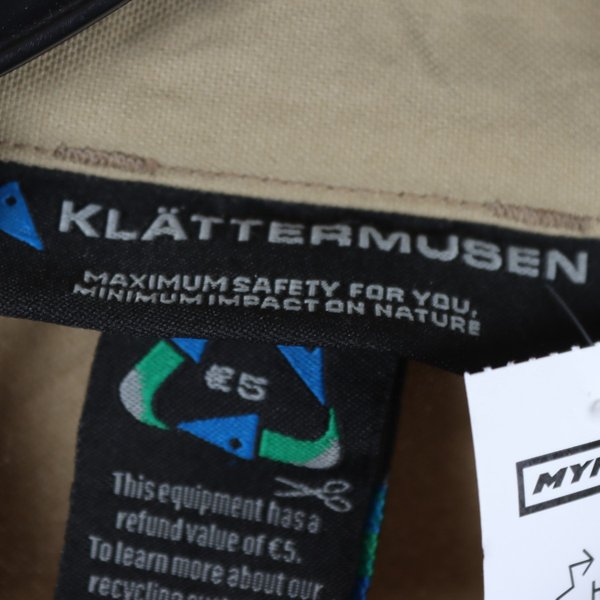 KLÄTTERMUSEN
MAXIMUM SAFETY FOR YOU,
MINIMUM IMPACT ON NATURE
€5
This equipment has a
refund value of €5.
To learn more about our
recycling